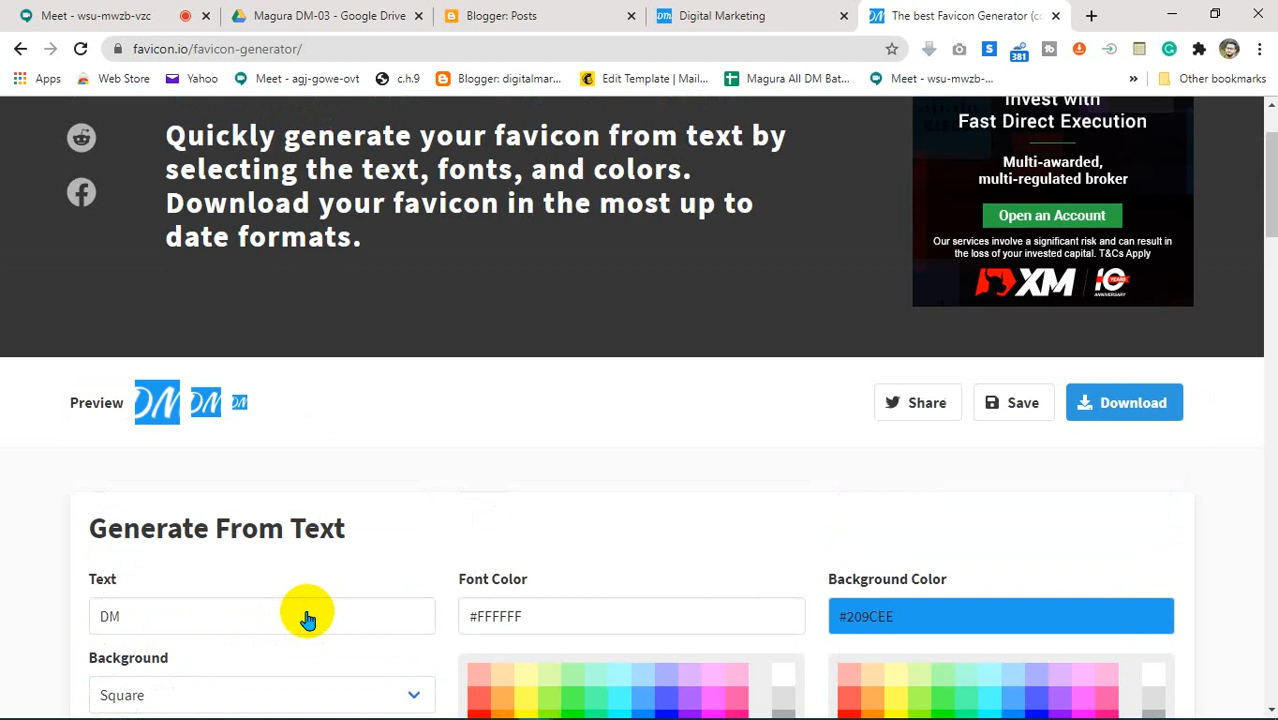 Meet - wsu-mwzb-vzc
Magura DM-03 - Google Drive
Blogger: Posts
Digital Marketing
The best Favicon Generator (co
favicon.io/favicon-generator/
381
Apps
Web Store
Yahoo
Meet - agj-gowe-ovt
c.h.9
Blogger: digitalmar...
Edit Template | Mail...
Magura All DM Bat...
Meet - wsu-mwzb-...
Other bookmarks
Quickly generate your favicon from text by
selecting the text, fonts, and colors.
Download your favicon in the most up to
date formats.
Invest with
Fast Direct Execution
Multi-awarded,
multi-regulated broker
Open an Account
Our services involve a significant risk and can result in
the loss of your invested capital. T&Cs Apply
XM
10
YEARS
ANNIVERSARY
Preview
DM
DM
DM
Share
Save
Download
Generate From Text
Text
Font Color
Background Color
DM
#FFFFFF
#209CEE
Background
Square